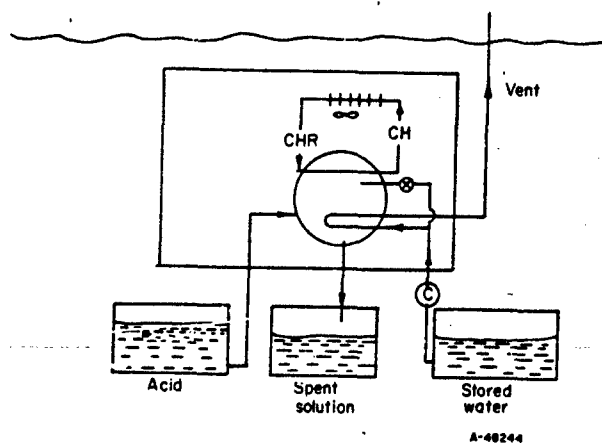 Vent
CHR
CH
C
Acid
Spent
solution
Stored
water
A-48244